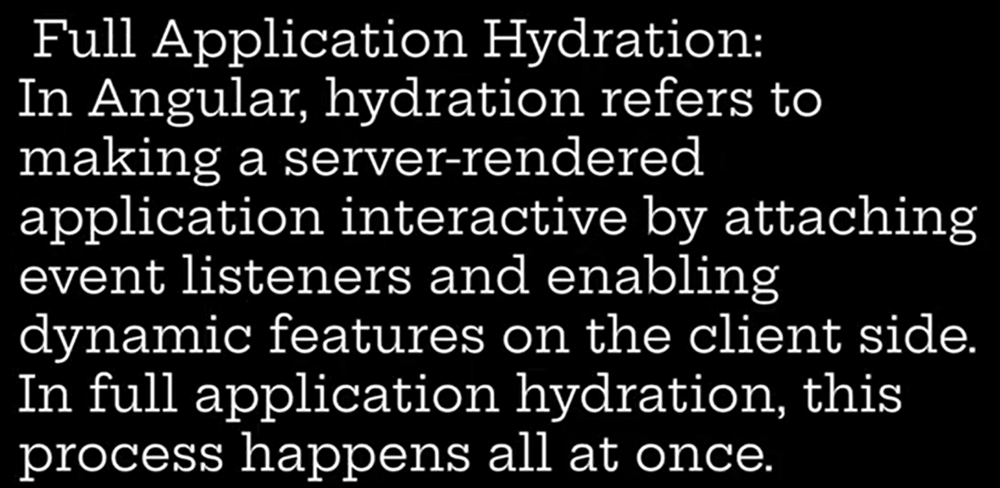 Full Application Hydration:
In Angular, hydration refers to
making a server-rendered
application interactive by attaching
event listeners and enabling
dynamic features on the client side.
In full application hydration, this
process happens all at once.